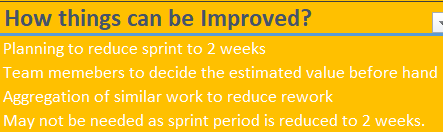 How things can be Improved?
Planning to reduce sprint to 2 weeks
Team memebers to decide the estimated value before hand
Aggregation of similar work to reduce rework
May not be needed as sprint period is reduced to 2 weeks.